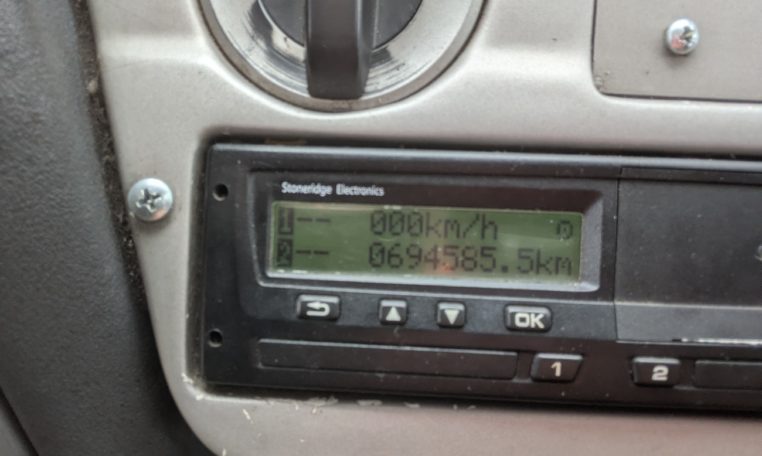 Stoneridge Electronics
1-- 000km/h
2-- 0694585.5km
OK
1
2